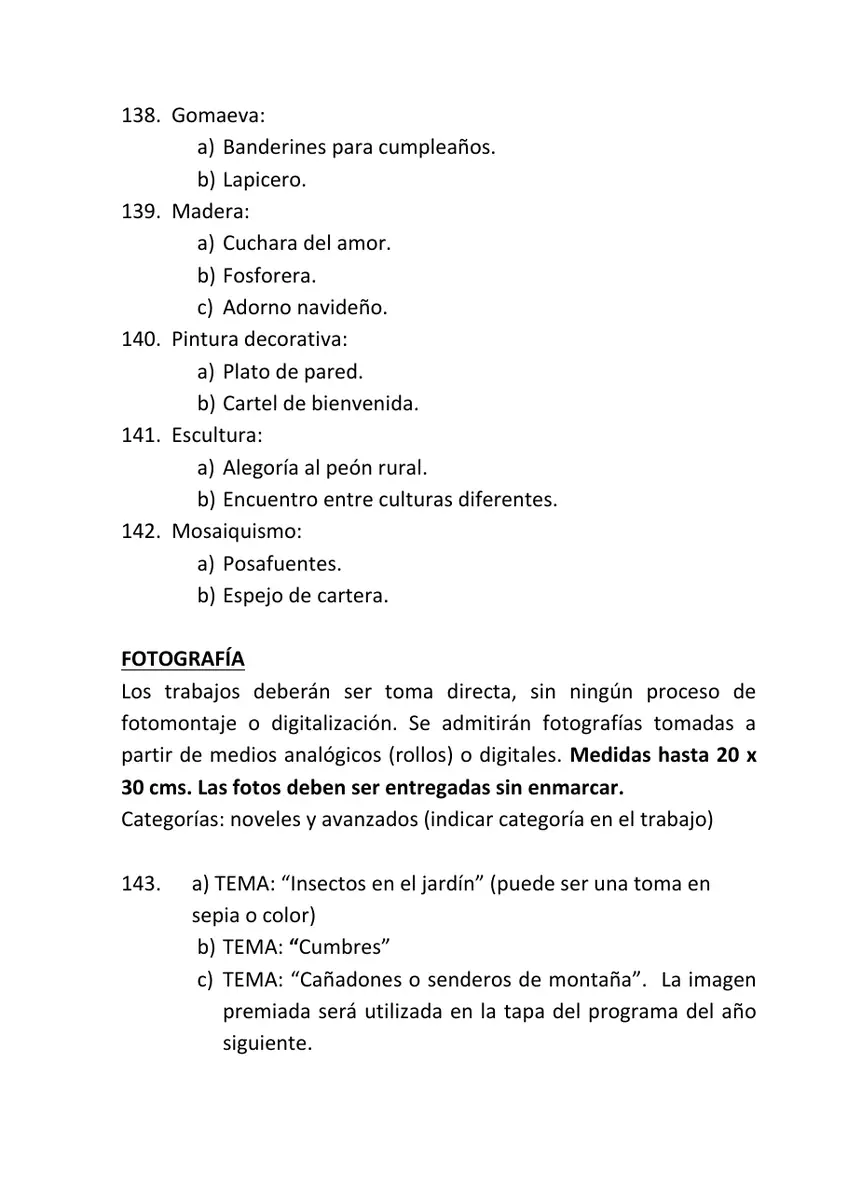 138. Gomaeva:
a) Banderines para cumpleaños.
b) Lapicero.
139. Madera:
a) Cuchara del amor.
b) Fosforera.
c) Adorno navideño.
140. Pintura decorativa:
a) Plato de pared.
b) Cartel de bienvenida.
141. Escultura:
a) Alegoría al peón rural.
b) Encuentro entre culturas diferentes.
142. Mosaiquismo:
a) Posafuentes.
b) Espejo de cartera.
FOTOGRAFÍA
Los trabajos deberán ser toma directa, sin ningún proceso de
fotomontaje o digitalización. Se admitirán fotografías tomadas a
partir de medios analógicos (rollos) o digitales. Medidas hasta 20 x
30 cms. Las fotos deben ser entregadas sin enmarcar.
Categorías: noveles y avanzados (indicar categoría en el trabajo)
143. a) TEMA: “Insectos en el jardín” (puede ser una toma en
sepia o color)
b) TEMA: “Cumbres”
c) TEMA: “Cañadones o senderos de montaña”. La imagen
premiada será utilizada en la tapa del programa del año
siguiente.